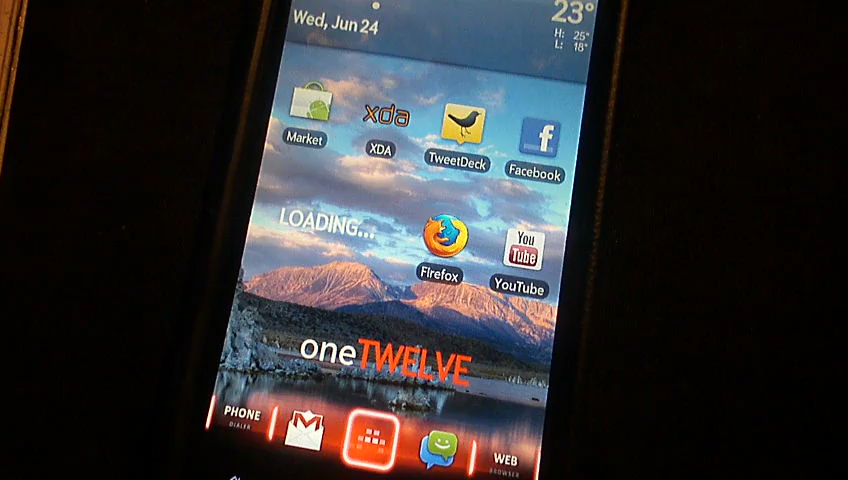 Wed, Jun 24
23°
H: 25°
L: 18°
xda
f
You
Tube
Market
XDA
TweetDeck
Facebook
LOADING...
Firefox
YouTube
oneTWELVE
PHONE
DIALER
WEB
BROWSER